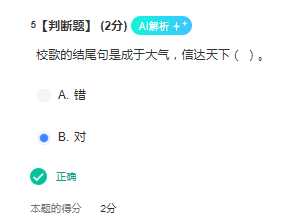 5【判断题】 (2分) AI解析
校歌的结尾句是成于大气，信达天下（ ）。
A. 错
B. 对
正确
本题的得分 2分